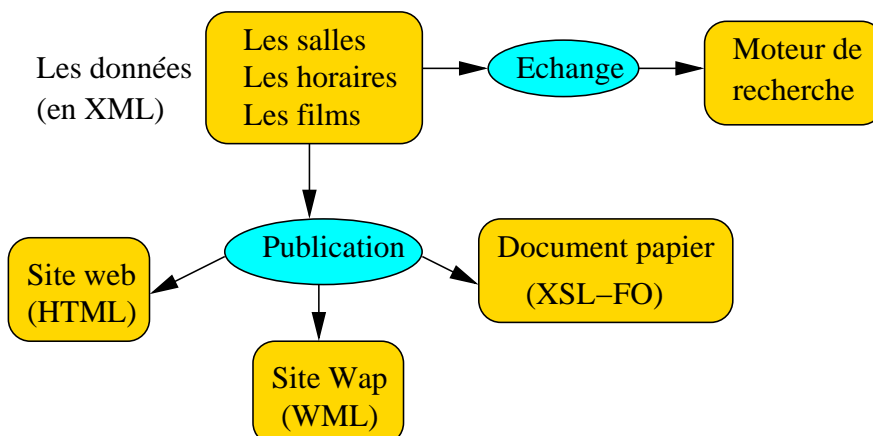 Les données
(en XML)
Les salles
Les horaires
Les films
Echange
Moteur de
recherche
Publication
Site web
(HTML)
Document papier
(XSL–FO)
Site Wap
(WML)